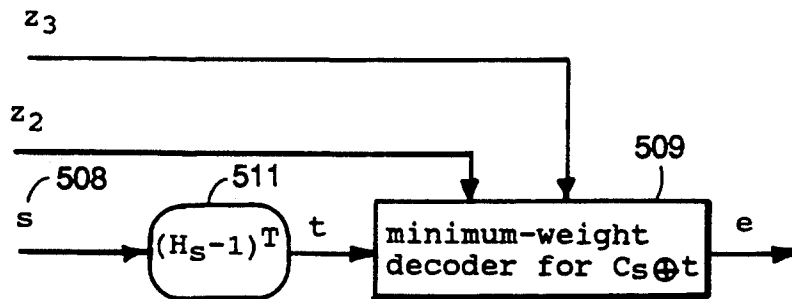 z3
z2
508
511
509
s
(Hs-1)T
t
minimum-weight
decoder for Cs⊕t
e